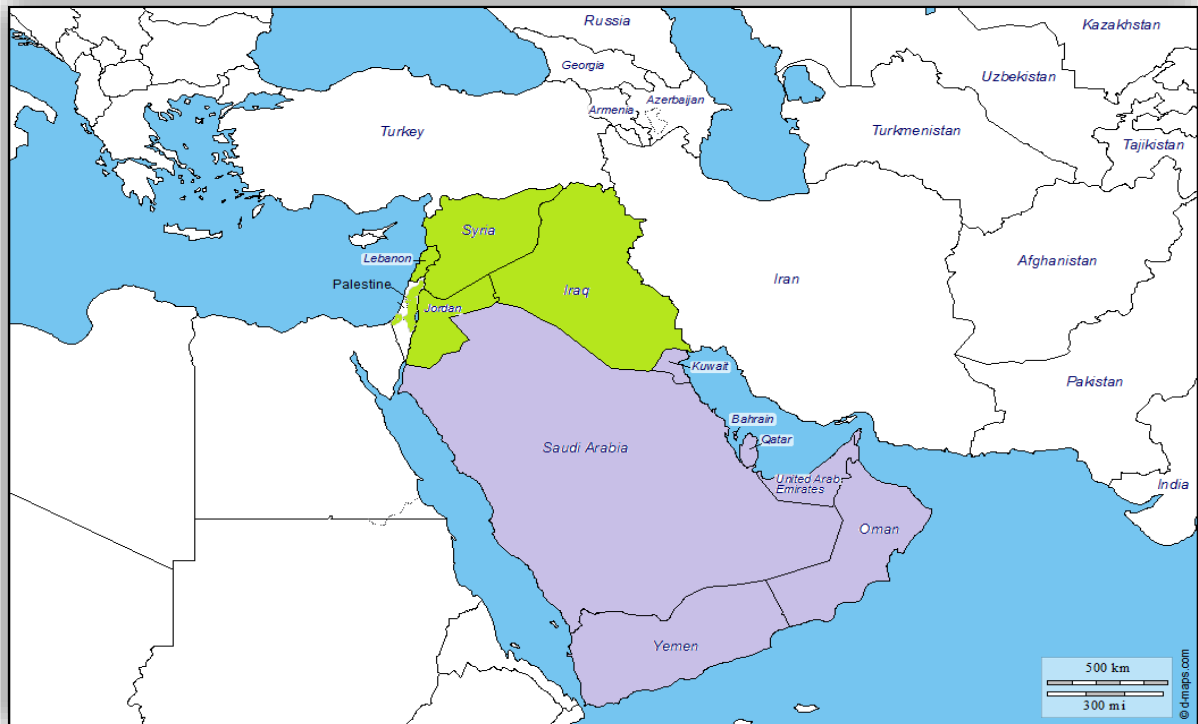 Russia
Kazakhstan
Georgia
Uzbekistan
Armenia
Azerbaijan
Turkey
Turkmenistan
Tajikistan
Syria
Lebanon
Afghanistan
Palestine
Iran
Iraq
Jordan
Kuwait
Pakistan
Bahrain
Qatar
Saudi Arabia
United Arab
Emirates
India
Oman
Yemen
500 km
300 mi
© d-maps.com